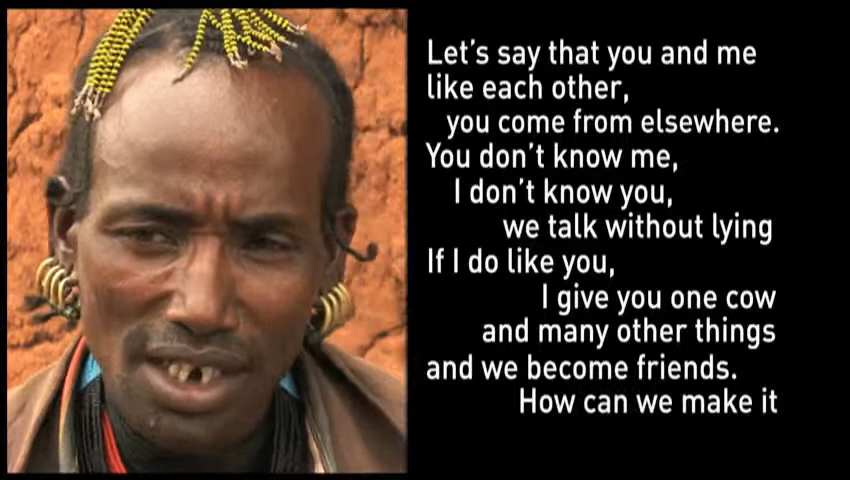 Let's say that you and me
like each other,
you come from elsewhere.
You don't know me,
I don't know you,
we talk without lying
If I do like you,
I give you one cow
and many other things
and we become friends.
How can we make it